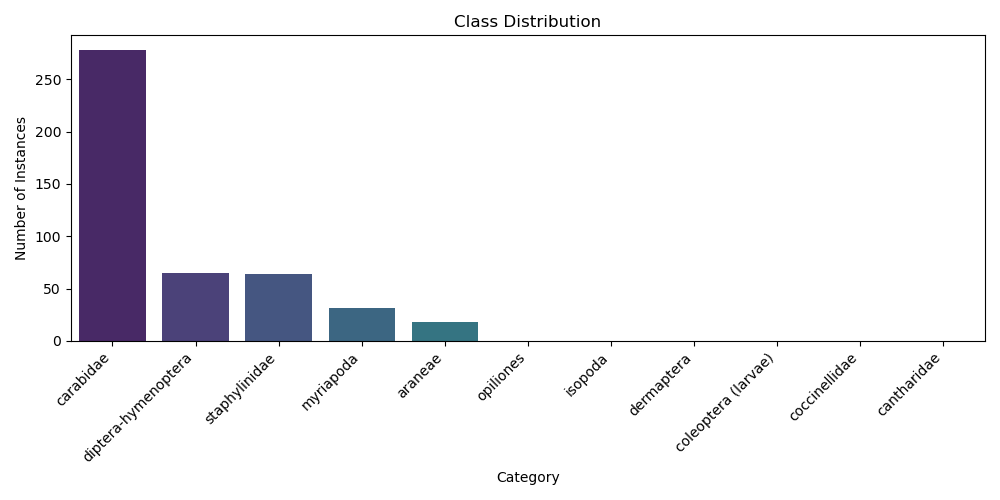 Class Distribution
Number of Instances
250
200
150
100
50
0
carabidae
diptera-hymenoptera
staphylinidae
myriapoda
araneae
opiliones
isopoda
dermaptera
coleoptera (larvae)
coccinellidae
cantharidae
Category